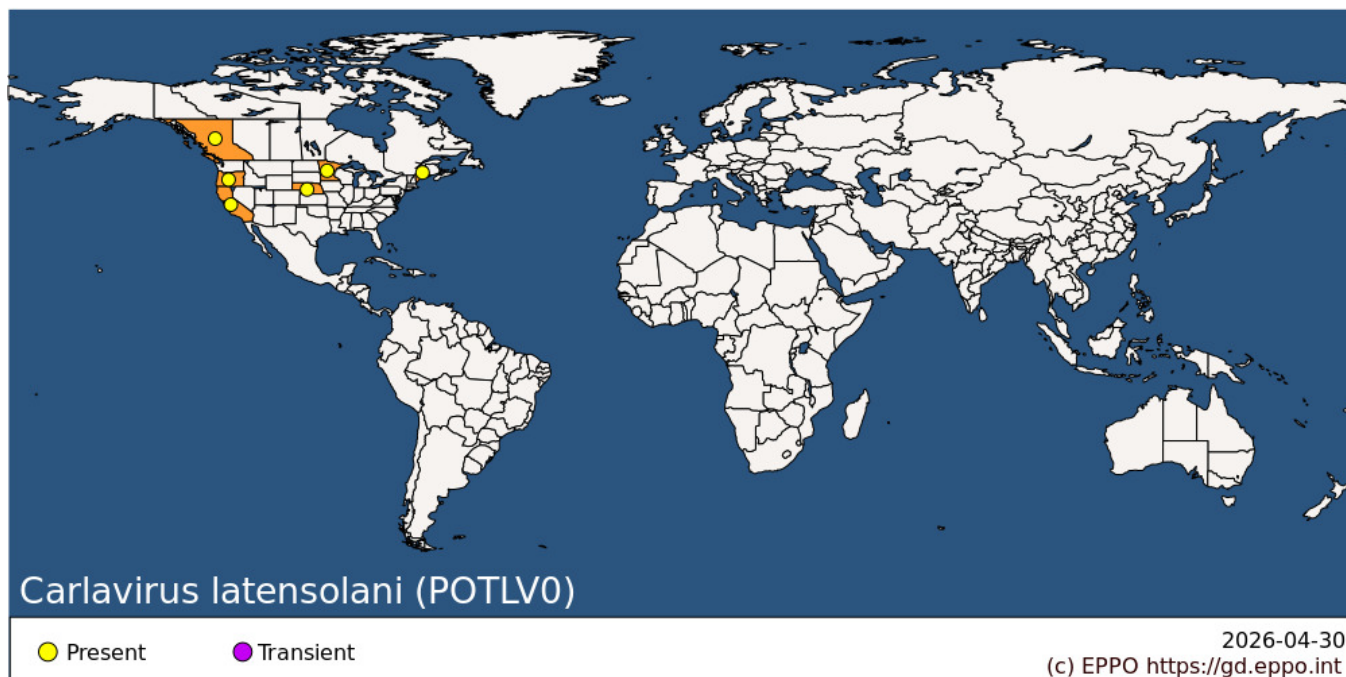 Carlavirus latensolani (POTLV0)
Present
Transient
2026-04-30
(c) EPPO https://gd.eppo.int